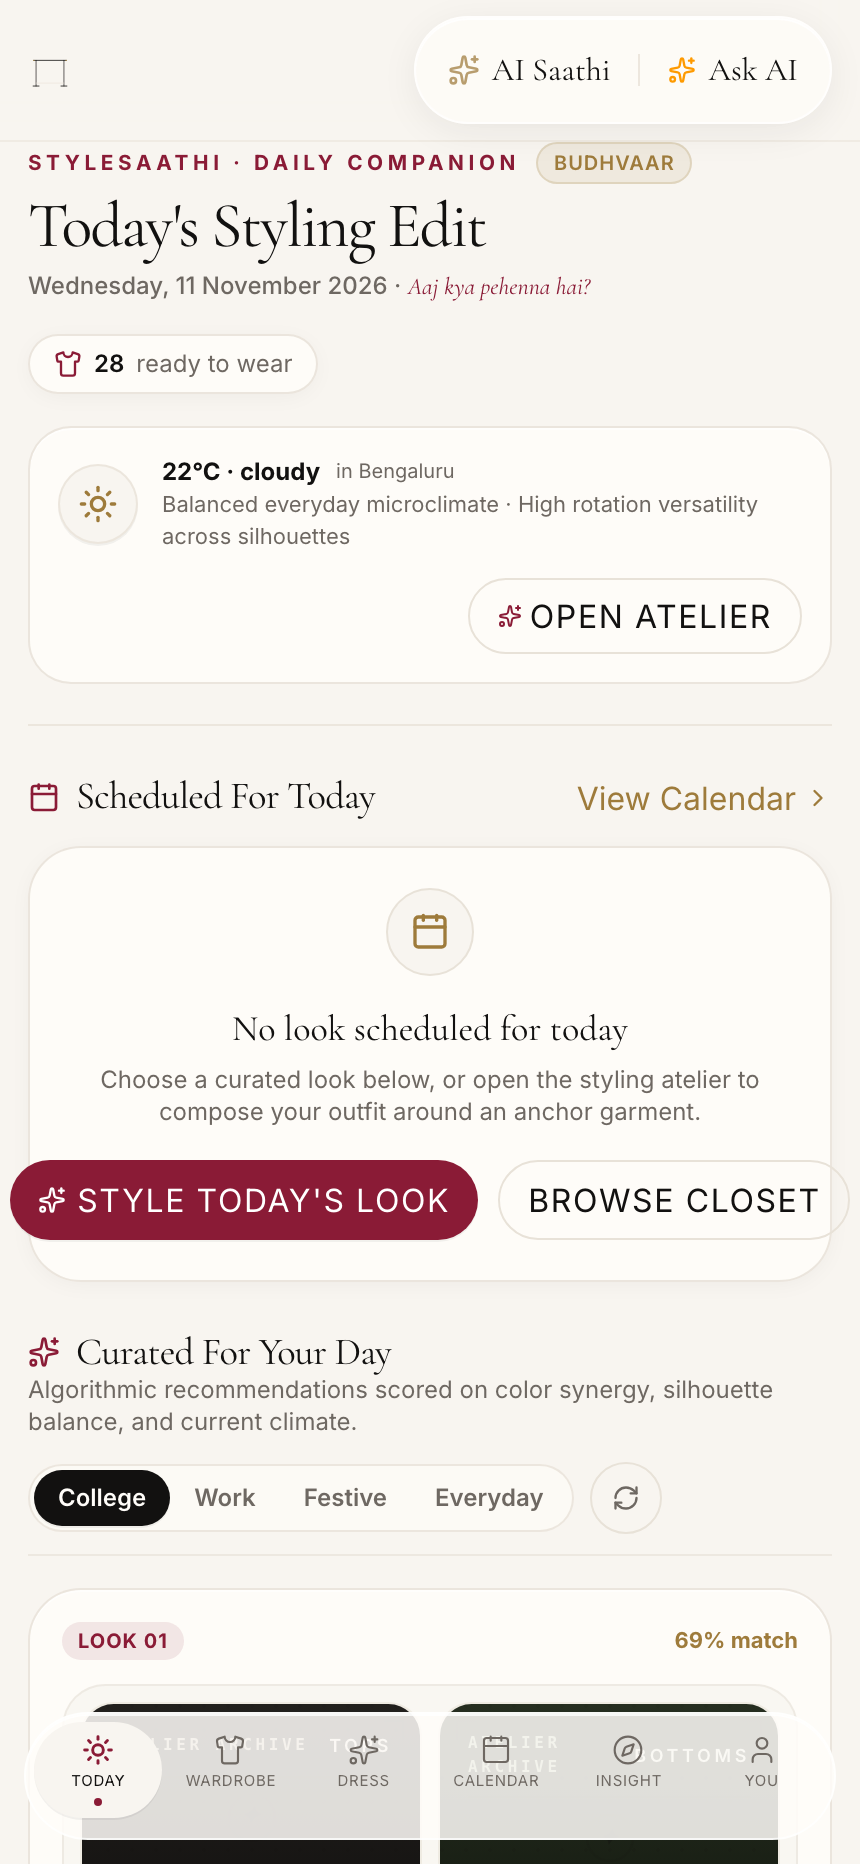 AI Saathi
Ask AI
STYLESAATHI · DAILY COMPANION
BUDHVAAR
Today's Styling Edit
Wednesday, 11 November 2026 · Aaj kya pehenna hai?
28 ready to wear
22°C · cloudy in Bengaluru
Balanced everyday microclimate · High rotation versatility
across silhouettes
OPEN ATELIER
Scheduled For Today
View Calendar
No look scheduled for today
Choose a curated look below, or open the styling atelier to
compose your outfit around an anchor garment.
STYLE TODAY'S LOOK
BROWSE CLOSET
Curated For Your Day
Algorithmic recommendations scored on color synergy, silhouette
balance, and current climate.
College
Work
Festive
Everyday
LOOK 01
69% match
ARCHIVE
BOTTOMS
TODAY
WARDROBE
DRESS
CALENDAR
INSIGHT
YOU